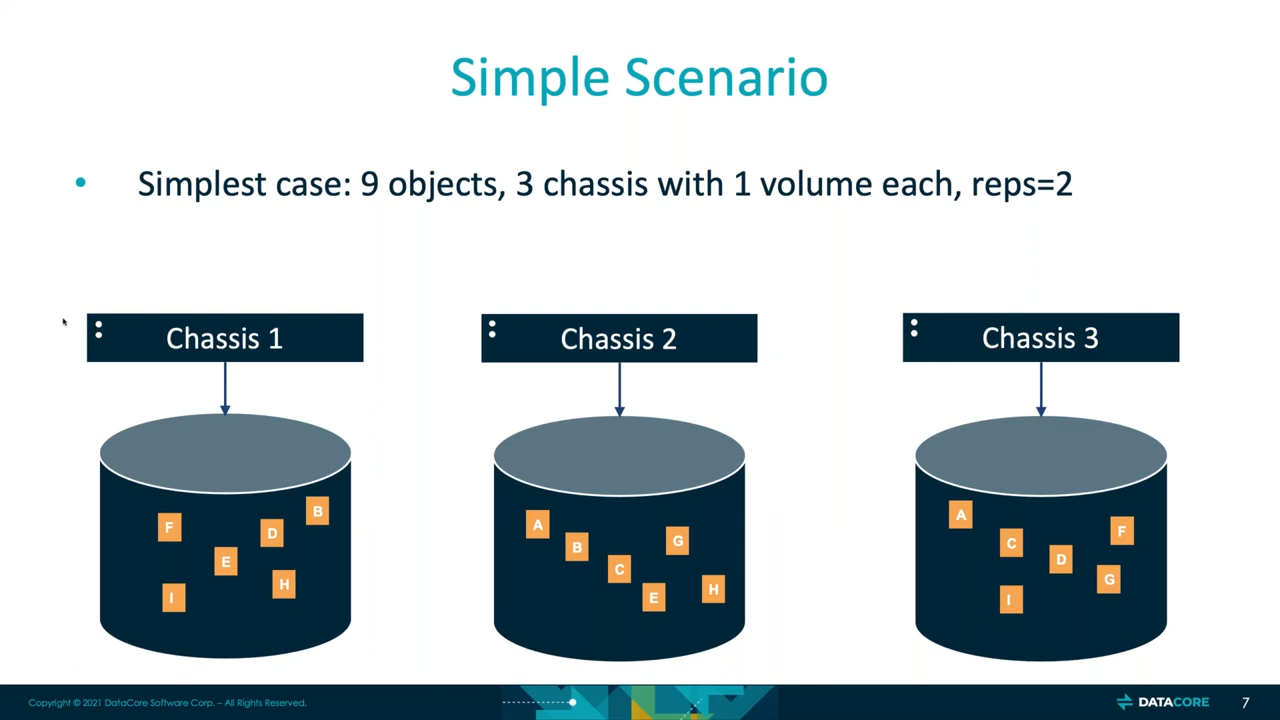 Simple Scenario
• Simplest case: 9 objects, 3 chassis with 1 volume each, reps=2
Chassis 1
Chassis 2
Chassis 3
F
D
B
E
H
I
A
B
C
G
E
H
A
C
D
F
G
I
Copyright © 2021 DataCore Software Corp. – All Rights Reserved.
DATACORE
7